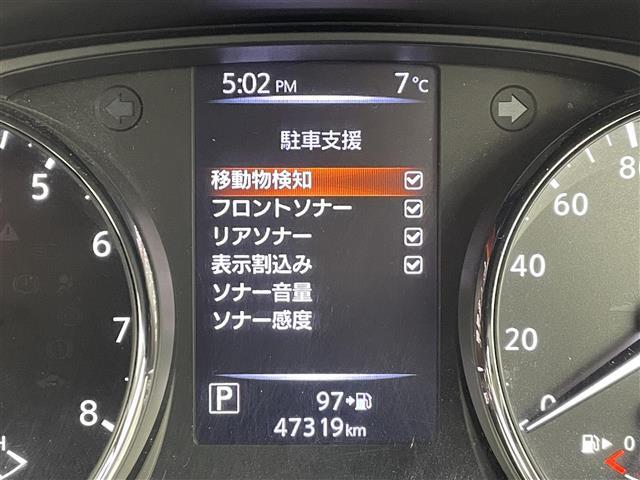 5:02 PM 7℃
駐車支援
移動物検知
フロントソナー
リアソナー
表示割込み
ソナー音量
ソナー感度
P 97
47319km
5
6
7
8
H
80
60
40
20
0
0